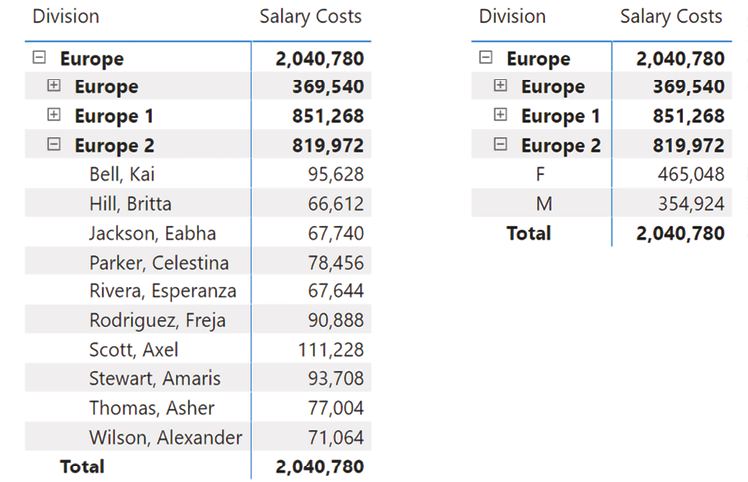 Division Salary Costs
Europe 2,040,780
Europe 369,540
Europe 1 851,268
Europe 2 819,972
Bell, Kai 95,628
Hill, Britta 66,612
Jackson, Eabha 67,740
Parker, Celestina 78,456
Rivera, Esperanza 67,644
Rodriguez, Freja 90,888
Scott, Axel 111,228
Stewart, Amaris 93,708
Thomas, Asher 77,004
Wilson, Alexander 71,064
Total 2,040,780
Division Salary Costs
Europe 2,040,780
Europe 369,540
Europe 1 851,268
Europe 2 819,972
F 465,048
M 354,924
Total 2,040,780